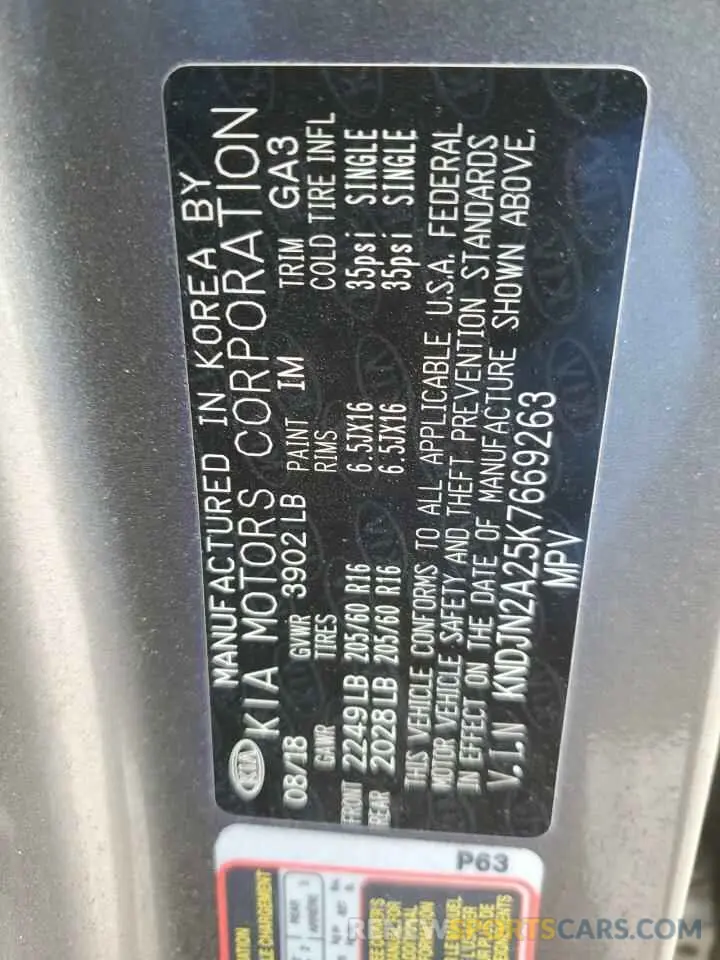 MANUFACTURED IN KOREA BY
KIA KIA MOTORS CORPORATION
08/18 GVWR 3902LB PAINT IM TRIM GA3
GAWR TIRES RIMS COLD TIRE INFL
FRONT 2249LB 205/60 R16 6.5JX16 35psi SINGLE
REAR 2028LB 205/60 R16 6.5JX16 35psi SINGLE
THIS VEHICLE CONFORMS TO ALL APPLICABLE U.S.A. FEDERAL
MOTOR VEHICLE SAFETY AND THEFT PREVENTION STANDARDS
IN EFFECT ON THE DATE OF MANUFACTURE SHOWN ABOVE.
V.I.N KNDJN2A25K7669263
MPV
P63
REAR
RENEWSPORTSCARS.COM